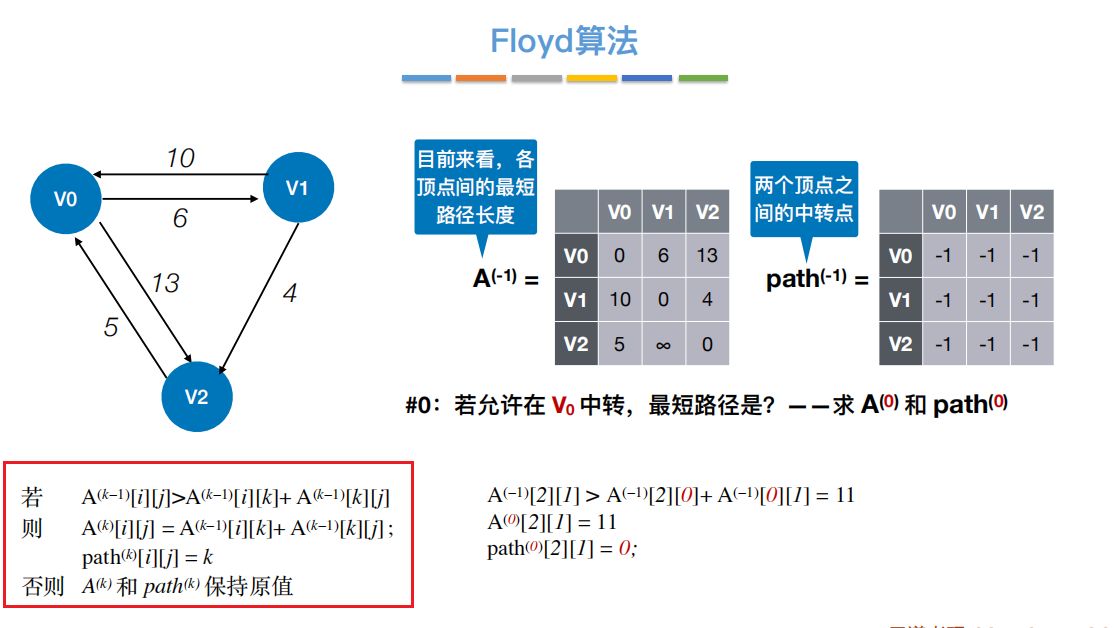 Floyd算法
10
V0
V1
6
13
4
5
V2
目前来看，各
顶点间的最短
路径长度
A(-1) =
V0 V1 V2
V0 0 6 13
V1 10 0 4
V2 5 ∞ 0
两个顶点之
间的中转点
path(-1) =
V0 V1 V2
V0 -1 -1 -1
V1 -1 -1 -1
V2 -1 -1 -1
#0：若允许在 V0 中转，最短路径是？——求 A(0) 和 path(0)
若 A(k−1)[i][j]>A(k−1)[i][k]+ A(k−1)[k][j]
则 A(k)[i][j] = A(k−1)[i][k]+ A(k−1)[k][j];
path(k)[i][j] = k
否则 A(k) 和 path(k) 保持原值
A(−1)[2][1] > A(−1)[2][0]+ A(−1)[0][1] = 11
A(0)[2][1] = 11
path(0)[2][1] = 0;